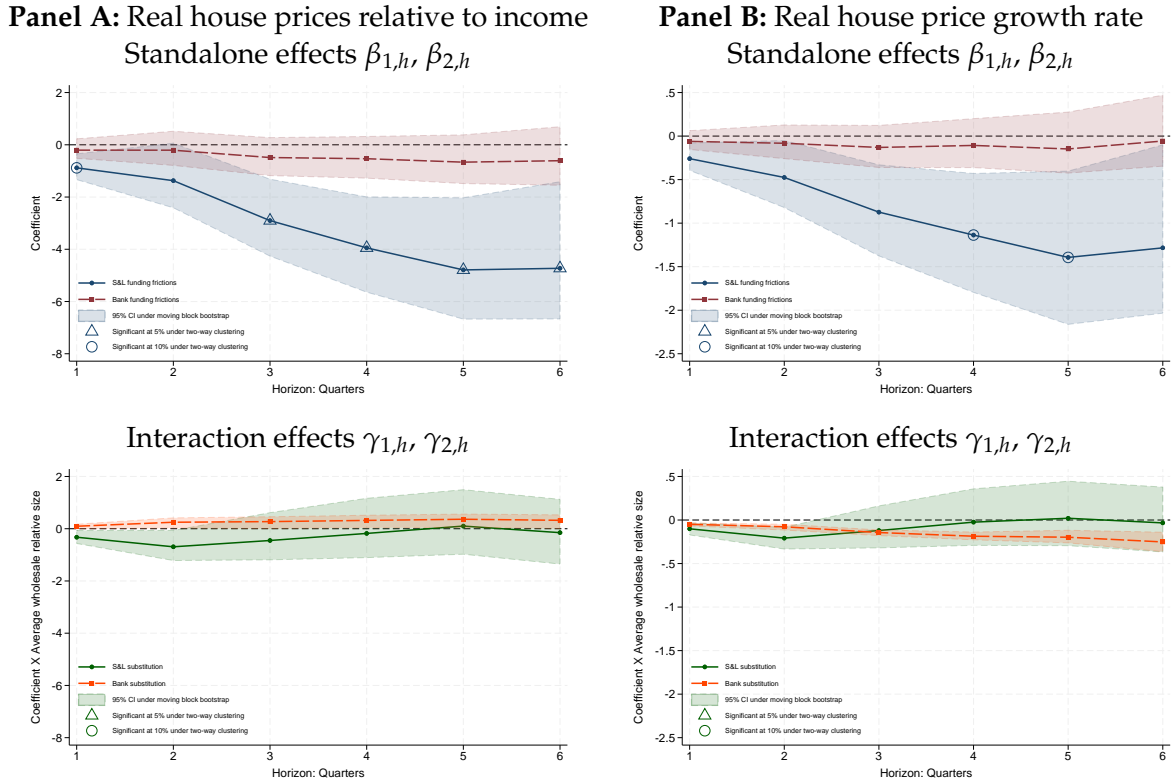 Panel A: Real house prices relative to income
Standalone effects β1,h, β2,h
2
0
-2
-4
-6
-8
Coefficient
S&L funding frictions
Bank funding frictions
95% CI under moving block bootstrap
Significant at 5% under two-way clustering
Significant at 10% under two-way clustering
1 2 3 4 5 6
Horizon: Quarters
Panel B: Real house price growth rate
Standalone effects β1,h, β2,h
.5
0
-.5
-1
-1.5
-2
-2.5
Coefficient
S&L funding frictions
Bank funding frictions
95% CI under moving block bootstrap
Significant at 5% under two-way clustering
Significant at 10% under two-way clustering
1 2 3 4 5 6
Horizon: Quarters
Interaction effects γ1,h, γ2,h
2
0
-2
-4
-6
-8
Coefficient X Average wholesale relative size
S&L substitution
Bank substitution
95% CI under moving block bootstrap
Significant at 5% under two-way clustering
Significant at 10% under two-way clustering
1 2 3 4 5 6
Horizon: Quarters
Interaction effects γ1,h, γ2,h
.5
0
-.5
-1
-1.5
-2
-2.5
Coefficient X Average wholesale relative size
S&L substitution
Bank substitution
95% CI under moving block bootstrap
Significant at 5% under two-way clustering
Significant at 10% under two-way clustering
1 2 3 4 5 6
Horizon: Quarters